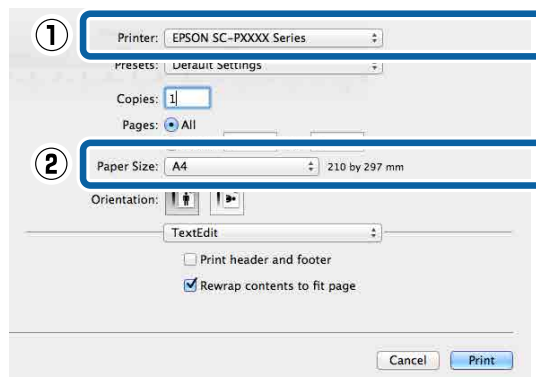 ①
Printer: EPSON SC-PXXXX Series
Presets: Default Settings
Copies: 1
Pages: All
②
Paper Size: A4 210 by 297 mm
Orientation:
TextEdit
Print header and footer
Rewrap contents to fit page
Cancel Print